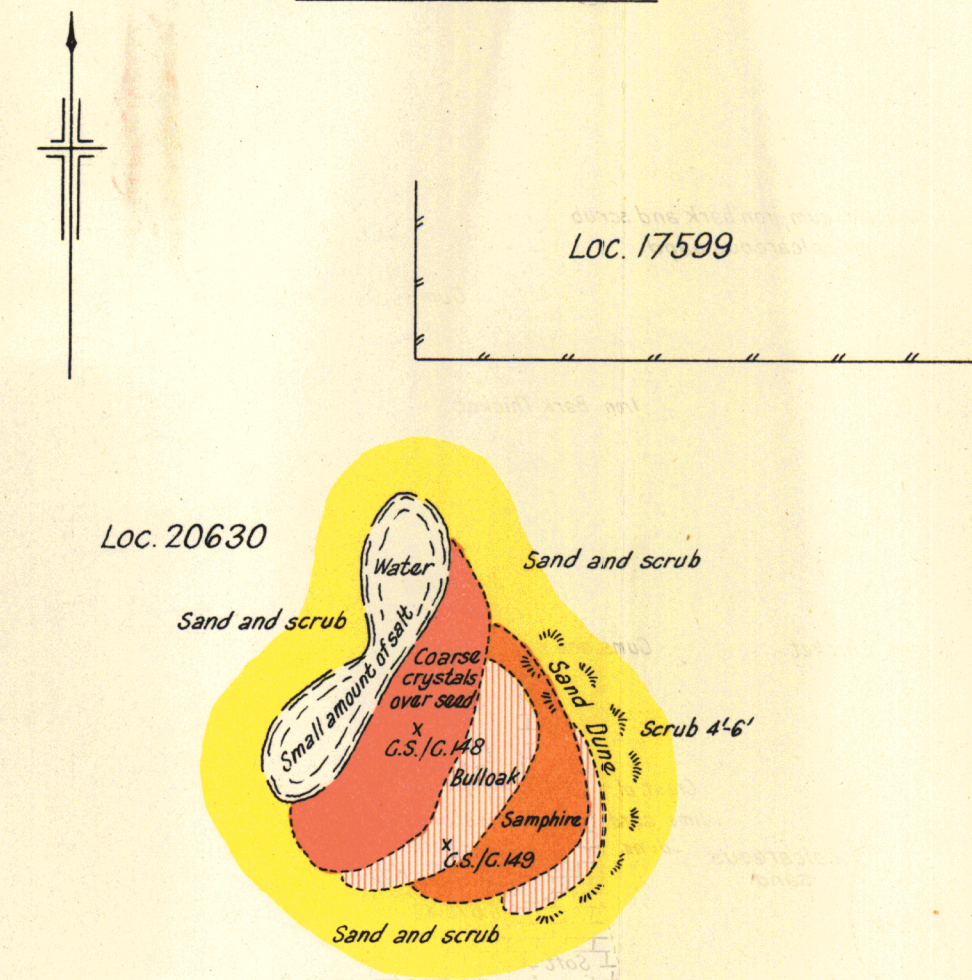 Loc. 17599
Loc. 20630
Water
Sand and scrub
Sand and scrub
Small amount of salt
Coarse
crystals
over seed
Sand Dune
Scrub 4'-6'
x
G.S./C.148
Bulloak
Samphire
x
G.S./C.149
Sand and scrub